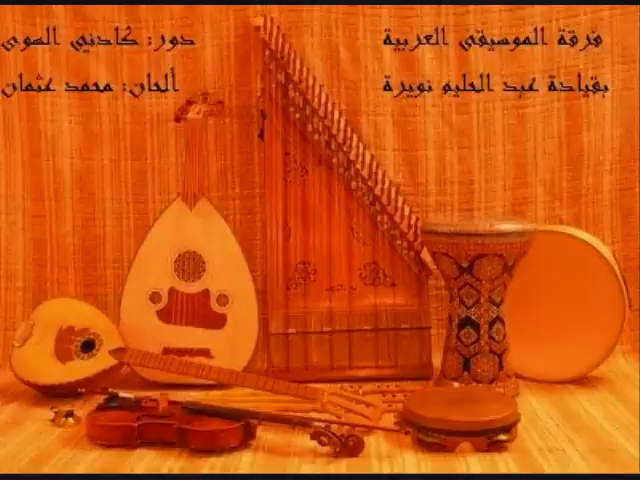 فرقة الموسيقى العربية
بقيادة عبد الحليم نويرة
دور: كادني الهوى
ألحان: محمد عثمان